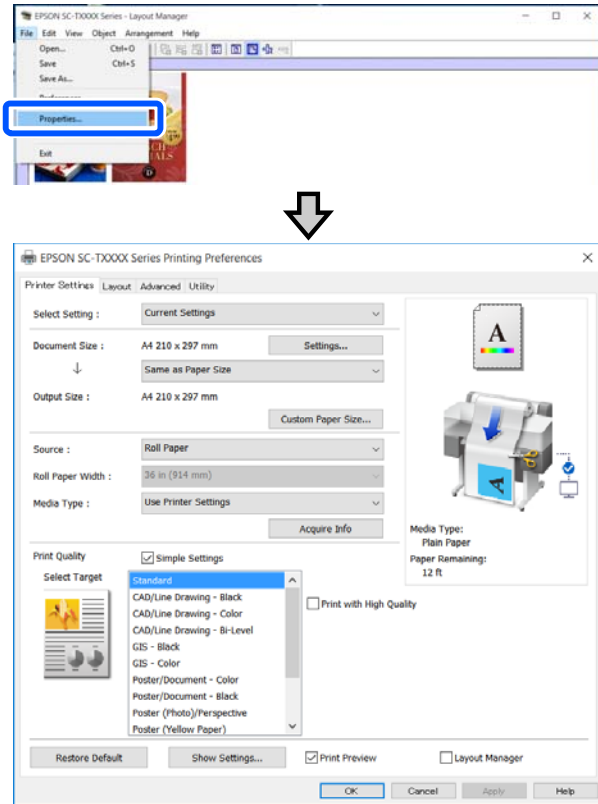 EPSON SC-TXXXX Series - Layout Manager
File Edit View Object Arrangement Help
Open... Ctrl+O
Save Ctrl+S
Save As...
Properties...
Exit
EPSON SC-TXXXX Series Printing Preferences
Printer Settings Layout Advanced Utility
Select Setting : Current Settings
Document Size : A4 210 x 297 mm Settings...
Same as Paper Size
Output Size : A4 210 x 297 mm
Custom Paper Size...
Source : Roll Paper
Roll Paper Width : 36 in (914 mm)
Media Type : Use Printer Settings
Acquire Info
A
Media Type:
Plain Paper
Paper Remaining:
12 ft
Print Quality Simple Settings
Select Target
Standard
CAD/Line Drawing - Black
CAD/Line Drawing - Color
CAD/Line Drawing - Bi-Level
GIS - Black
GIS - Color
Poster/Document - Color
Poster/Document - Black
Poster (Photo)/Perspective
Poster (Yellow Paper)
Print with High Quality
Restore Default Show Settings... Print Preview Layout Manager
OK Cancel Apply Help